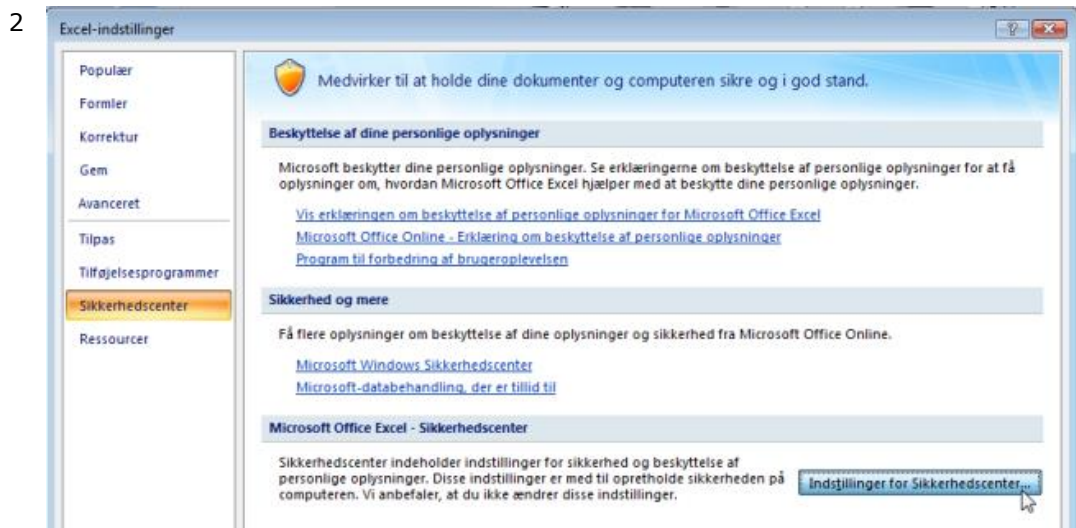 2
Excel-indstillinger
Populær
Formler
Korrektur
Gem
Avanceret
Tilpas
Tilføjelsesprogrammer
Sikkerhedscenter
Ressourcer
Medvirker til at holde dine dokumenter og computeren sikre og i god stand.
Beskyttelse af dine personlige oplysninger
Microsoft beskytter dine personlige oplysninger. Se erklæringerne om beskyttelse af personlige oplysninger for at få
oplysninger om, hvordan Microsoft Office Excel hjælper med at beskytte dine personlige oplysninger.
Vis erklæringen om beskyttelse af personlige oplysninger for Microsoft Office Excel
Microsoft Office Online - Erklæring om beskyttelse af personlige oplysninger
Program til forbedring af brugeroplevelsen
Sikkerhed og mere
Få flere oplysninger om beskyttelse af dine oplysninger og sikkerhed fra Microsoft Office Online.
Microsoft Windows Sikkerhedscenter
Microsoft-databehandling, der er tillid til
Microsoft Office Excel - Sikkerhedscenter
Sikkerhedscenter indeholder indstillinger for sikkerhed og beskyttelse af
personlige oplysninger. Disse indstillinger er med til opretholde sikkerheden på
computeren. Vi anbefaler, at du ikke ændrer disse indstillinger.
Indstillinger for Sikkerhedscenter...